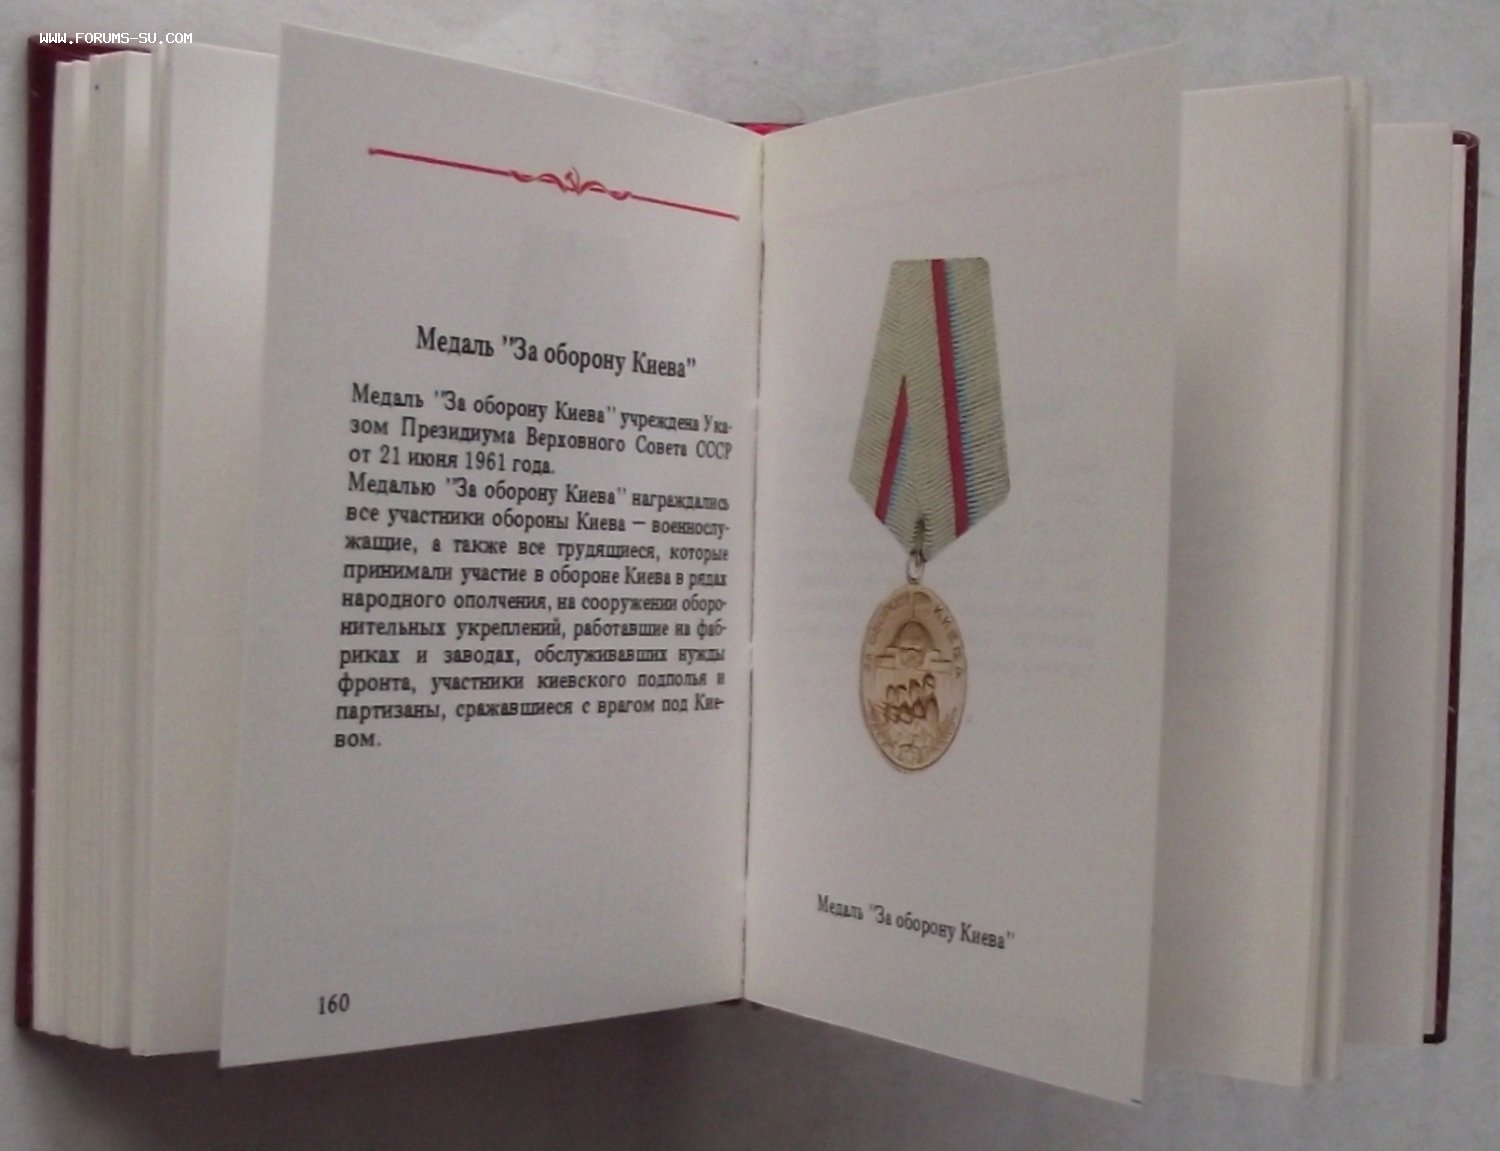 www.FORUMS-SU.COM
Медаль "За оборону Киева"
Медаль "За оборону Киева" учреждена Ука-
зом Президиума Верховного Совета СССР
от 21 июня 1961 года.
Медалью "За оборону Киева" награждались
все участники обороны Киева — военнослу-
жащие, а также все трудящиеся, которые
принимали участие в обороне Киева в рядах
народного ополчения, на сооружении оборо-
нительных укреплений, работавшие на фаб-
риках и заводах, обслуживавших нужды
фронта, участники киевского подполья и
партизаны, сражавшиеся с врагом под Кие-
вом.
160
ЗА ОБОРОНУ КИЕВА
Медаль "За оборону Киева"